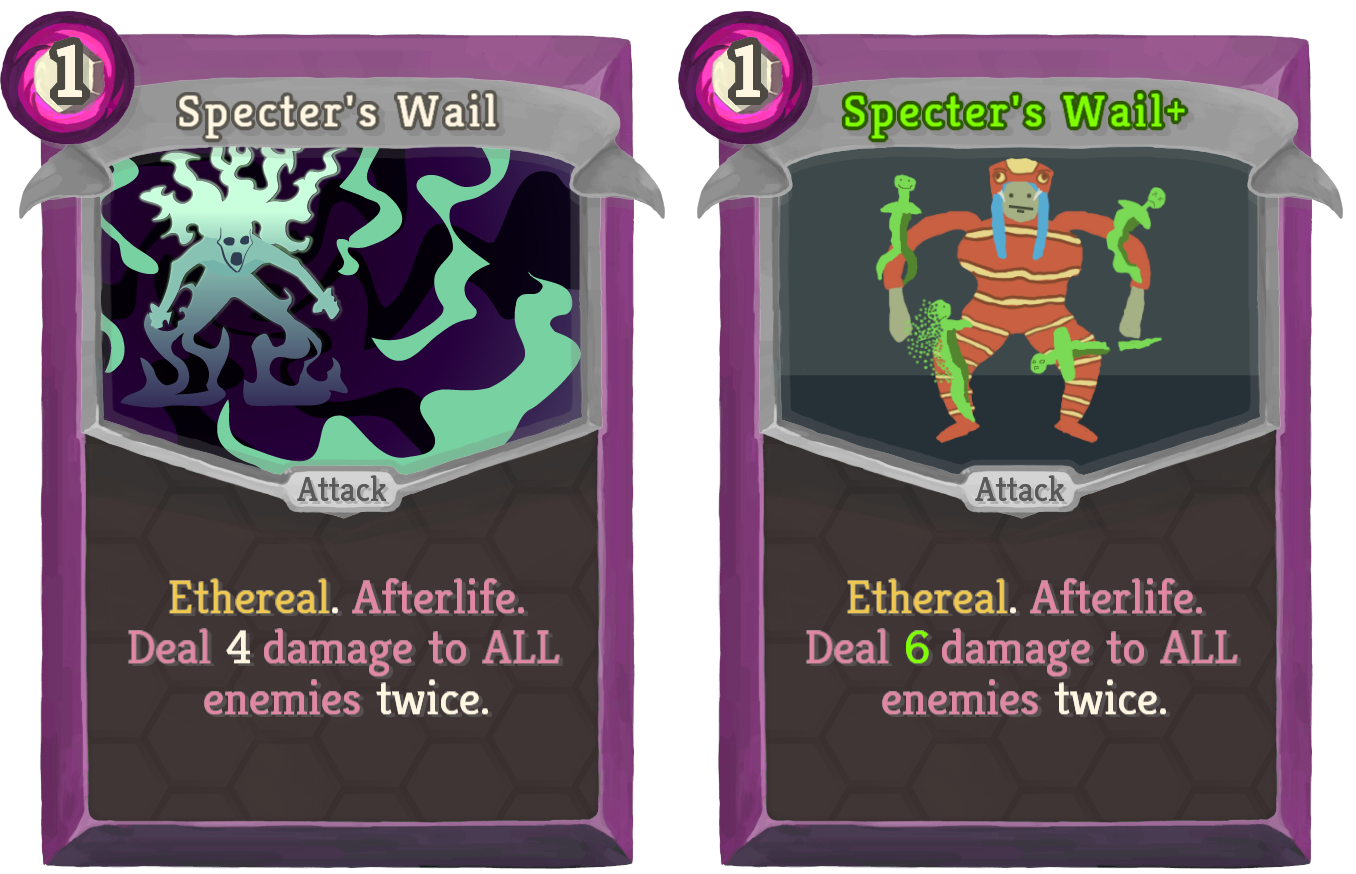 1
Specter's Wail
Attack
Ethereal. Afterlife.
Deal 4 damage to ALL
enemies twice.
1
Specter's Wail+
Attack
Ethereal. Afterlife.
Deal 6 damage to ALL
enemies twice.